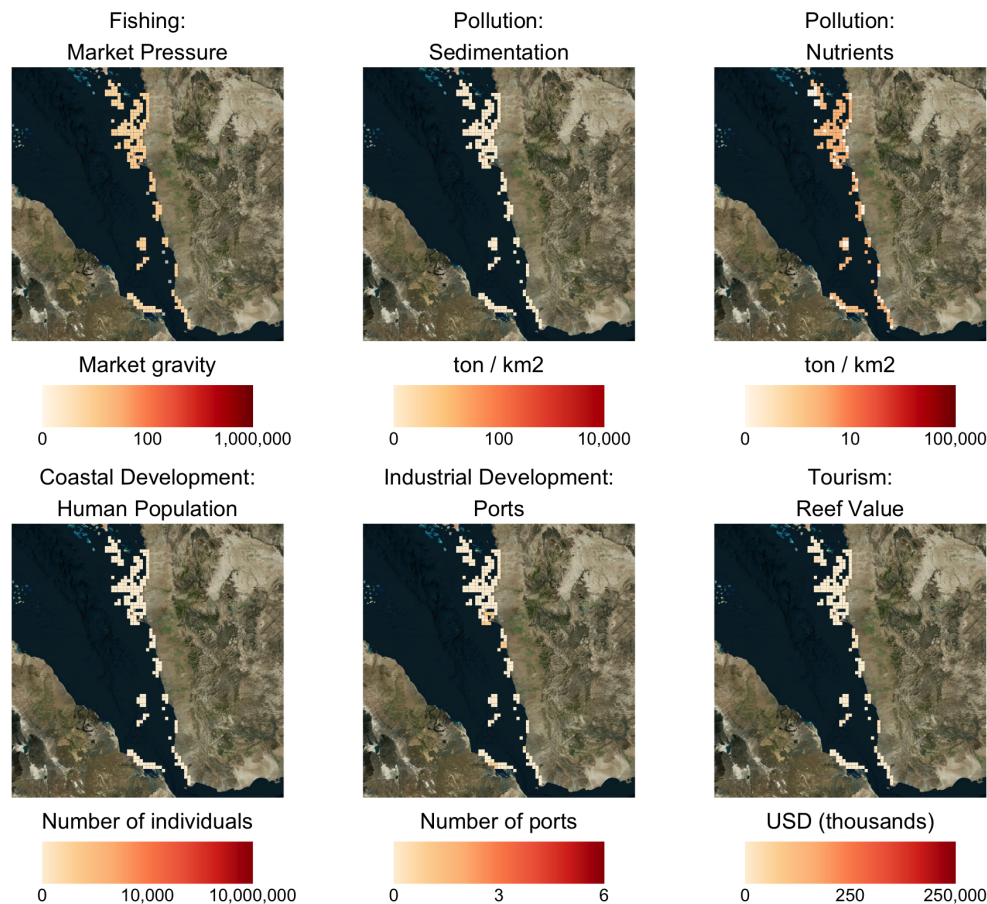 Fishing:
Market Pressure
Pollution:
Sedimentation
Pollution:
Nutrients
Market gravity
0 100 1,000,000
ton / km2
0 100 10,000
ton / km2
0 10 100,000
Coastal Development:
Human Population
Industrial Development:
Ports
Tourism:
Reef Value
Number of individuals
0 10,000 10,000,000
Number of ports
0 3 6
USD (thousands)
0 250 250,000